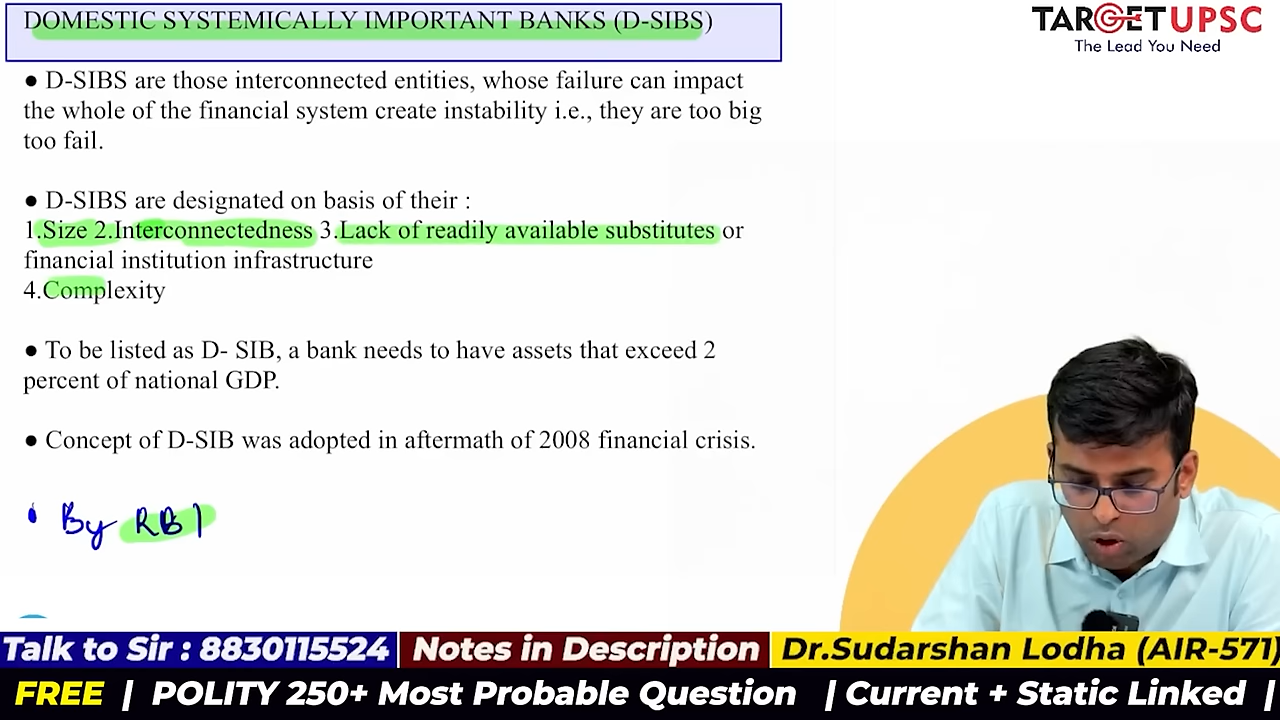 DOMESTIC SYSTEMICALLY IMPORTANT BANKS (D-SIBS)
TARGET UPSC
The Lead You Need
● D-SIBS are those interconnected entities, whose failure can impact
the whole of the financial system create instability i.e., they are too big
too fail.
● D-SIBS are designated on basis of their :
1.Size 2.Interconnectedness 3.Lack of readily available substitutes or
financial institution infrastructure
4.Complexity
● To be listed as D- SIB, a bank needs to have assets that exceed 2
percent of national GDP.
● Concept of D-SIB was adopted in aftermath of 2008 financial crisis.
• By RBI
Talk to Sir : 8830115524 Notes in Description Dr.Sudarshan Lodha (AIR-571)
FREE | POLITY 250+ Most Probable Question | Current + Static Linked |